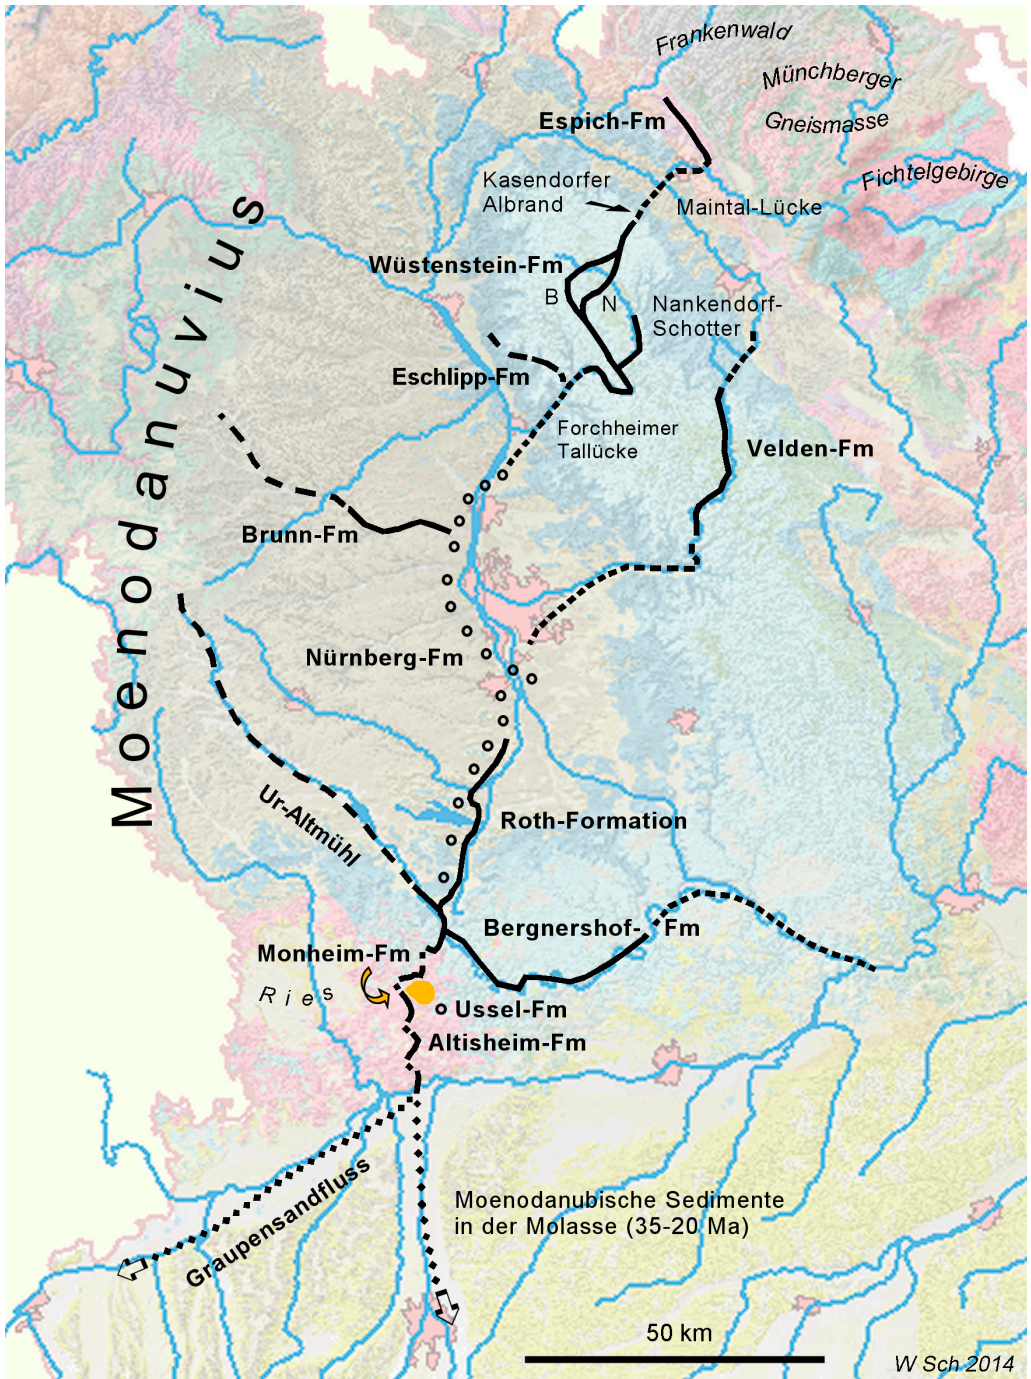 Frankenwald
Münchberger
Gneismasse
Fichtelgebirge
Espich-Fm
Kasendorfer
Albrand
Maintal-Lücke
Moenodanuvius
Wüstenstein-Fm
B
N
Nankendorf-
Schotter
Eschlipp-Fm
Forchheimer
Tallücke
Velden-Fm
Brunn-Fm
Nürnberg-Fm
Ur-Altmühl
Roth-Formation
Bergnershof- Fm
Monheim-Fm
Ries
Ussel-Fm
Altisheim-Fm
Graupensandfluss
Moenodanubische Sedimente
in der Molasse (35-20 Ma)
50 km
W Sch 2014